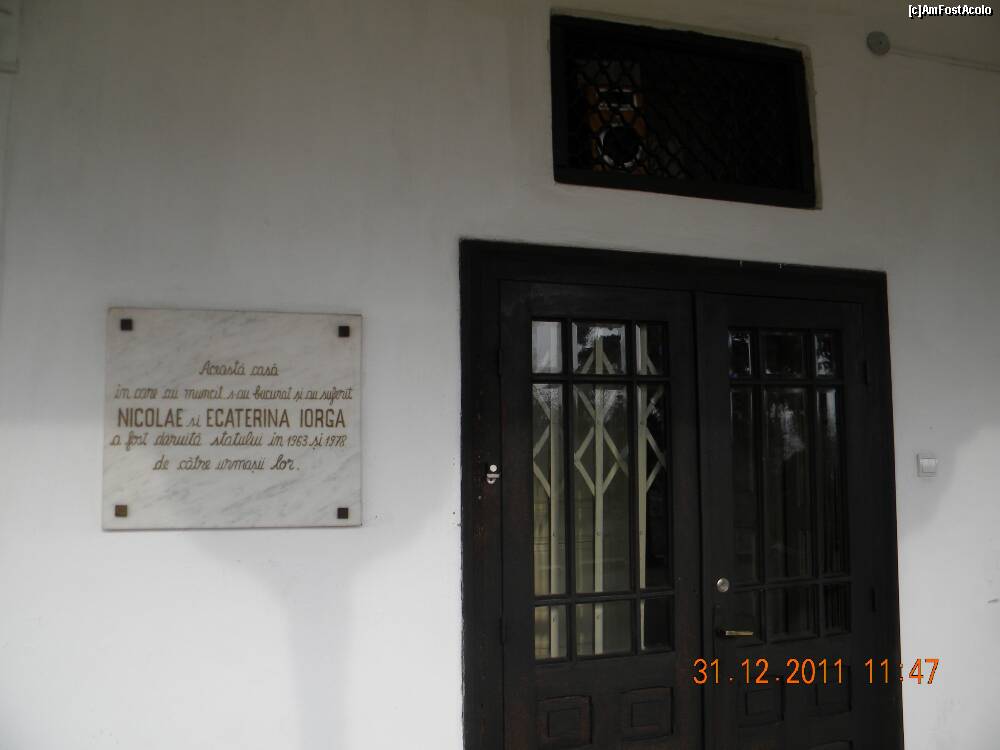 [c]AmFostAcolo
Această casă
în care au muncit s-au bucurat și au suferit
NICOLAE si ECATERINA IORGA
a fost dăruită statului în 1963 și 1978
de către urmașii lor.
31.12.2011 11:47